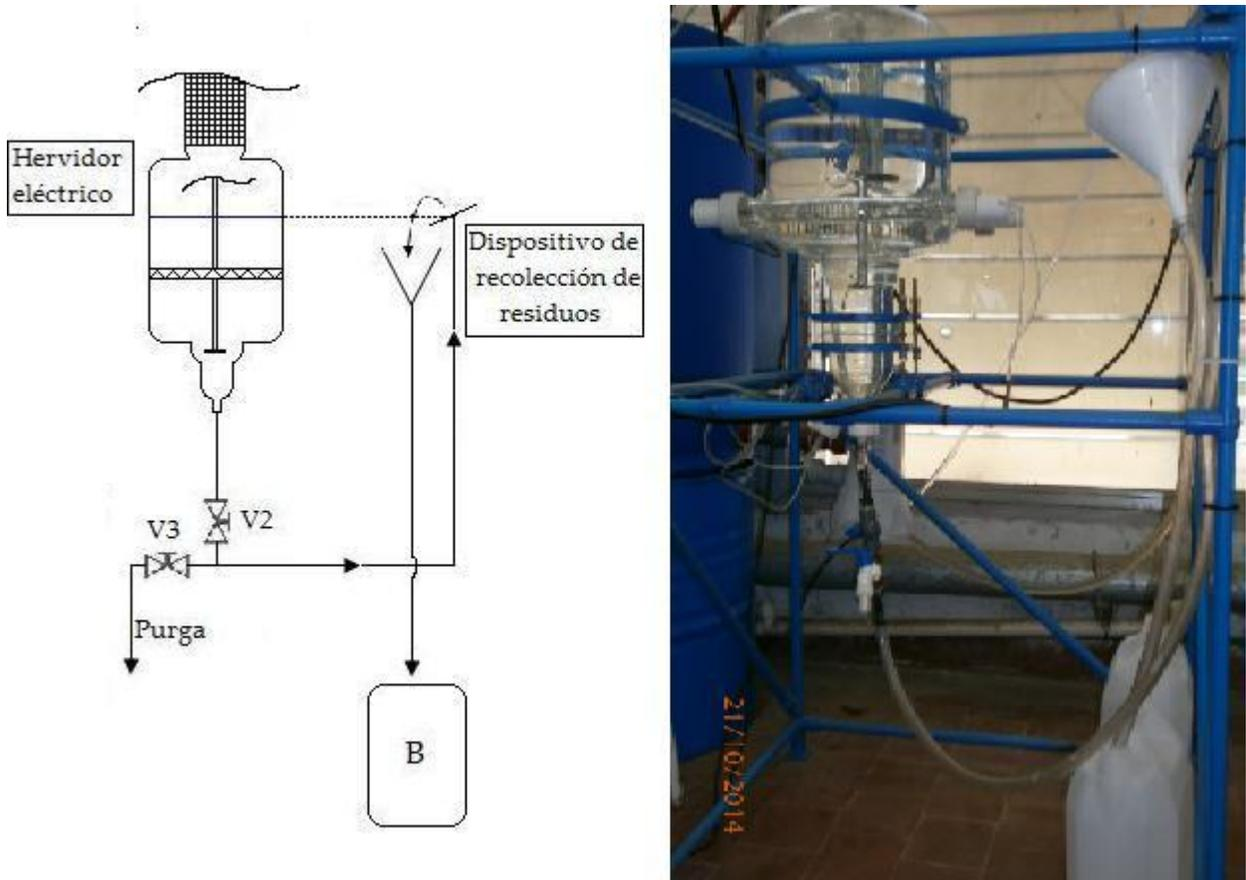 Hervidor
eléctrico
Dispositivo de
recolección de
residuos
V2
V3
Purga
B
21/10/2014